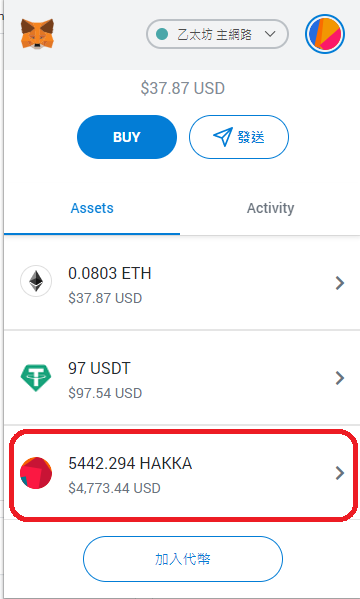 乙太坊 主網路
$37.87 USD
BUY
發送
Assets
Activity
0.0803 ETH
$37.87 USD
97 USDT
$97.54 USD
5442.294 HAKKA
$4,773.44 USD
加入代幣